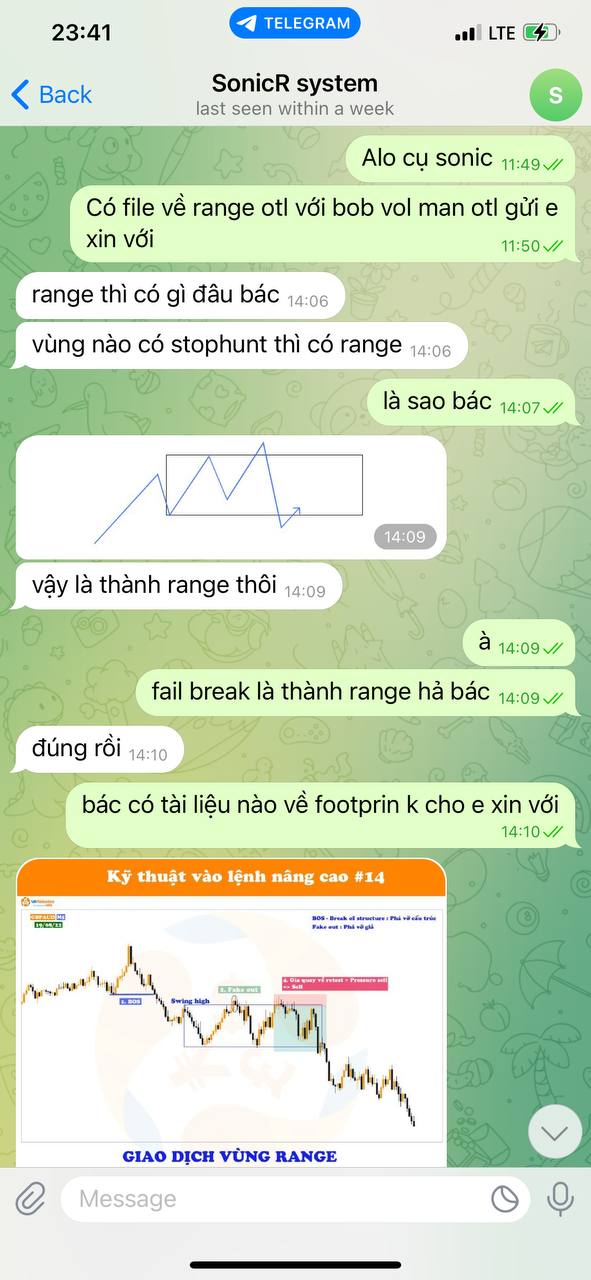 23:41
TELEGRAM
LTE
Back
SonicR system
last seen within a week
S
Alo cụ sonic 11:49
Có file về range otl với bob vol man otl gửi e
xin với
11:50
range thì có gì đâu bác 14:06
vùng nào có stophunt thì có range 14:06
là sao bác 14:07
14:09
vậy là thành range thôi 14:09
à 14:09
fail break là thành range hả bác 14:09
đúng rồi 14:10
bác có tài liệu nào về footprin k cho e xin với
14:10
Kỹ thuật vào lệnh nâng cao #14
BOS - Break of structure : Phá vỡ cấu trúc
Fake out : Phá vỡ giả
19/08/22
1. BOS
Swing high
2. Fake out
4. Giá quay về retest + Pressure sell
=> Sell
GIAO DỊCH VÙNG RANGE
Message